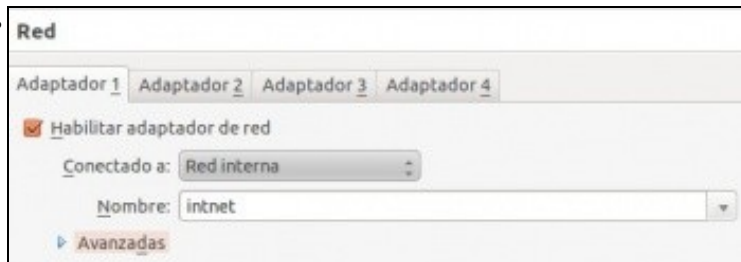 Red
Adaptador 1 Adaptador 2 Adaptador 3 Adaptador 4
Habilitar adaptador de red
Conectado a: Red interna
Nombre: intnet
Avanzadas